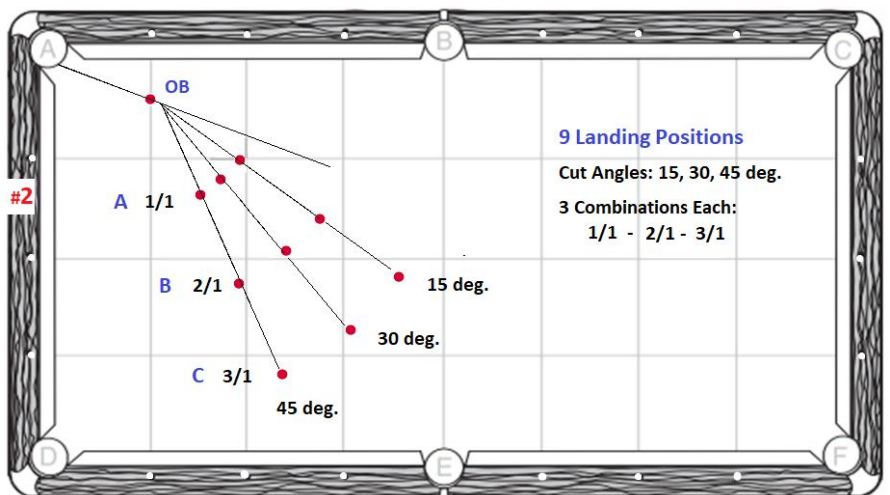 A
B
C
OB
9 Landing Positions
Cut Angles: 15, 30, 45 deg.
#2
A 1/1
3 Combinations Each:
1/1 - 2/1 - 3/1
B 2/1
15 deg.
30 deg.
C 3/1
45 deg.
D
E
F